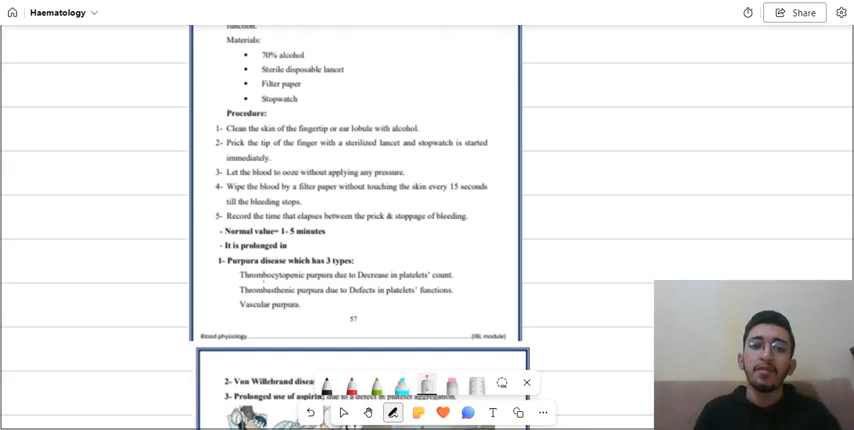 Haematology
Share
function.
Materials:
• 70% alcohol
• Sterile disposable lancet
• Filter paper
• Stopwatch
Procedure:
1- Clean the skin of the fingertip or ear lobule with alcohol.
2- Prick the tip of the finger with a sterilized lancet and stopwatch is started
immediately.
3- Let the blood to ooze without applying any pressure.
4- Wipe the blood by a filter paper without touching the skin every 15 seconds
till the bleeding stops.
5- Record the time that elapses between the prick & stoppage of bleeding.
- Normal value= 1- 5 minutes
- It is prolonged in
1- Purpura disease which has 3 types:
Thrombocytopenic purpura due to Decrease in platelets' count.
Thrombasthenic purpura due to Defects in platelets' functions.
Vascular purpura.
57
Blood physiology (IBL module)
2- Von Willebrand disea
3- Prolonged use of aspirin; due to a defect in platelet aggregation.